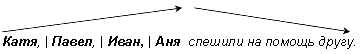 Катя, | Павел, | Иван, | Аня спешили на помощь другу.